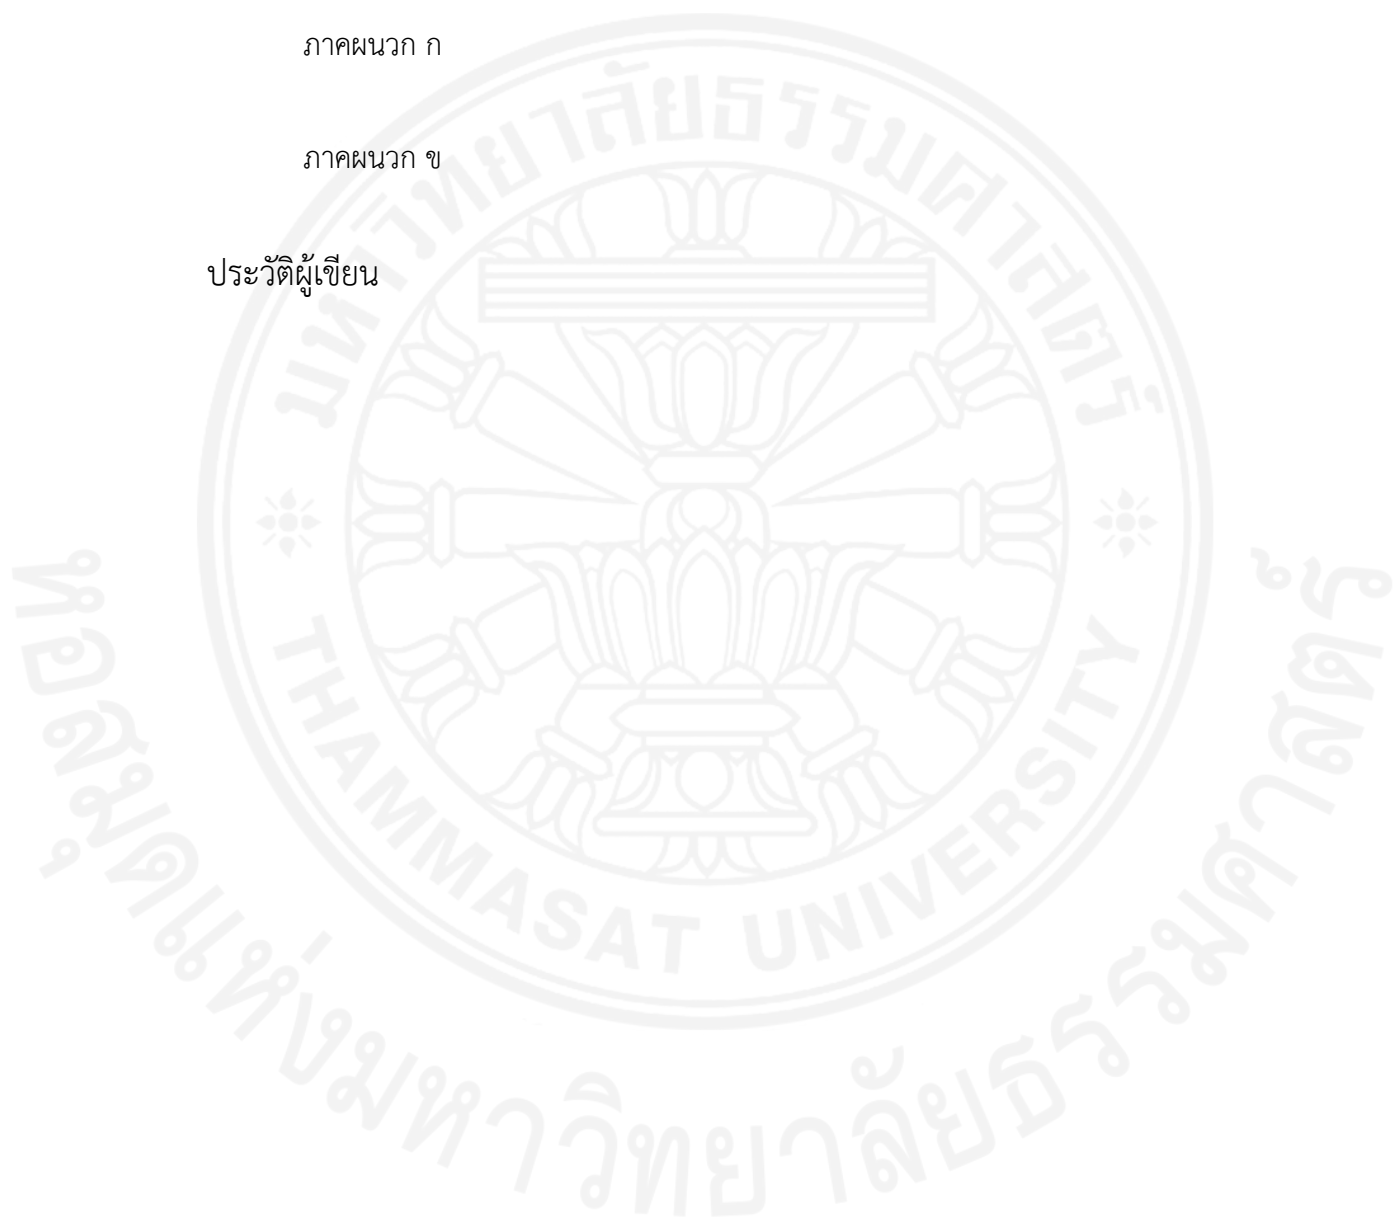 ภาคผนวก ก
ภาคผนวก ข
ประวัติผู้เขียน
มหาวิทยาลัยธรรมศาสตร์
THAMMASAT UNIVERSITY
หอสมุดแห่งมหาวิทยาลัยธรรมศาสตร์